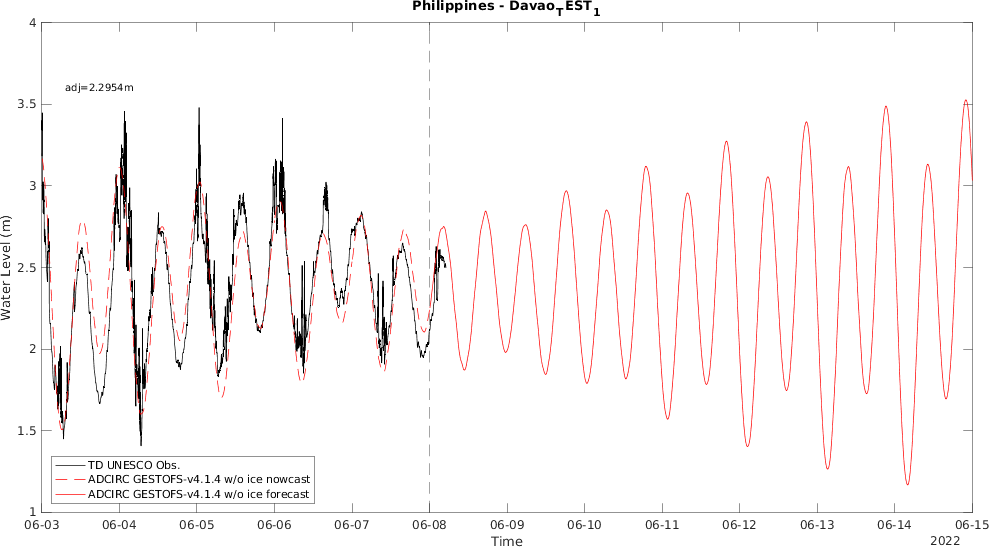 Philippines - Davao_TEST_1
4
adj=2.2954m
3.5
3
2.5
2
1.5
1
Water Level (m)
TD UNESCO Obs.
ADCIRC GESTOFS-v4.1.4 w/o ice nowcast
ADCIRC GESTOFS-v4.1.4 w/o ice forecast
06-03 06-04 06-05 06-06 06-07 06-08 06-09 06-10 06-11 06-12 06-13 06-14 06-15
Time
2022